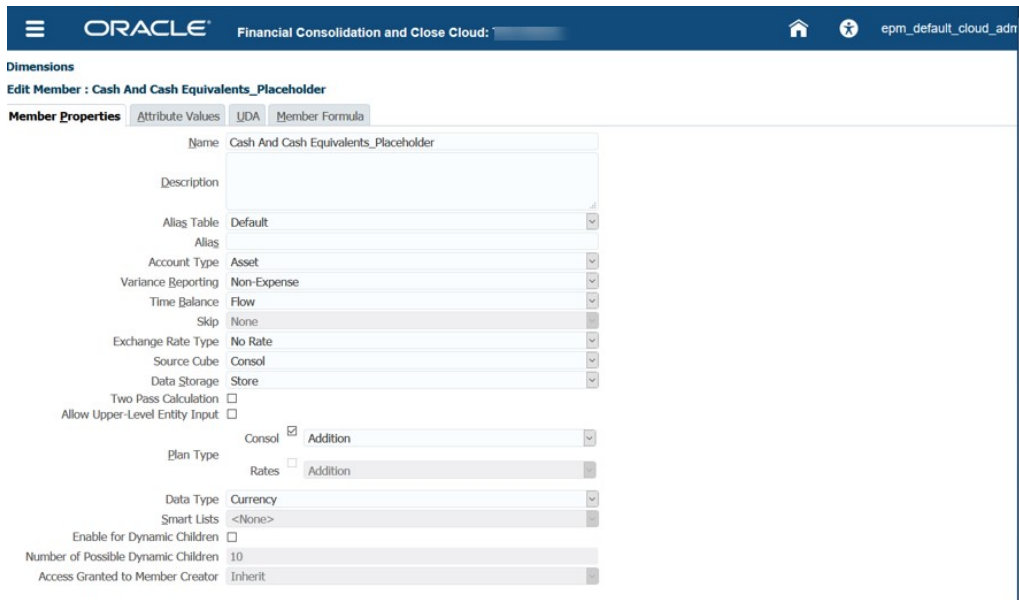 ORACLE Financial Consolidation and Close Cloud: epm_default_cloud_adm
Dimensions
Edit Member : Cash And Cash Equivalents_Placeholder
Member Properties Attribute Values UDA Member Formula
Name Cash And Cash Equivalents_Placeholder
Description
Alias Table Default
Alias
Account Type Asset
Variance Reporting Non-Expense
Time Balance Flow
Skip None
Exchange Rate Type No Rate
Source Cube Consol
Data Storage Store
Two Pass Calculation
Allow Upper-Level Entity Input
Plan Type
Consol Addition
Rates Addition
Data Type Currency
Smart Lists <None>
Enable for Dynamic Children
Number of Possible Dynamic Children 10
Access Granted to Member Creator Inherit